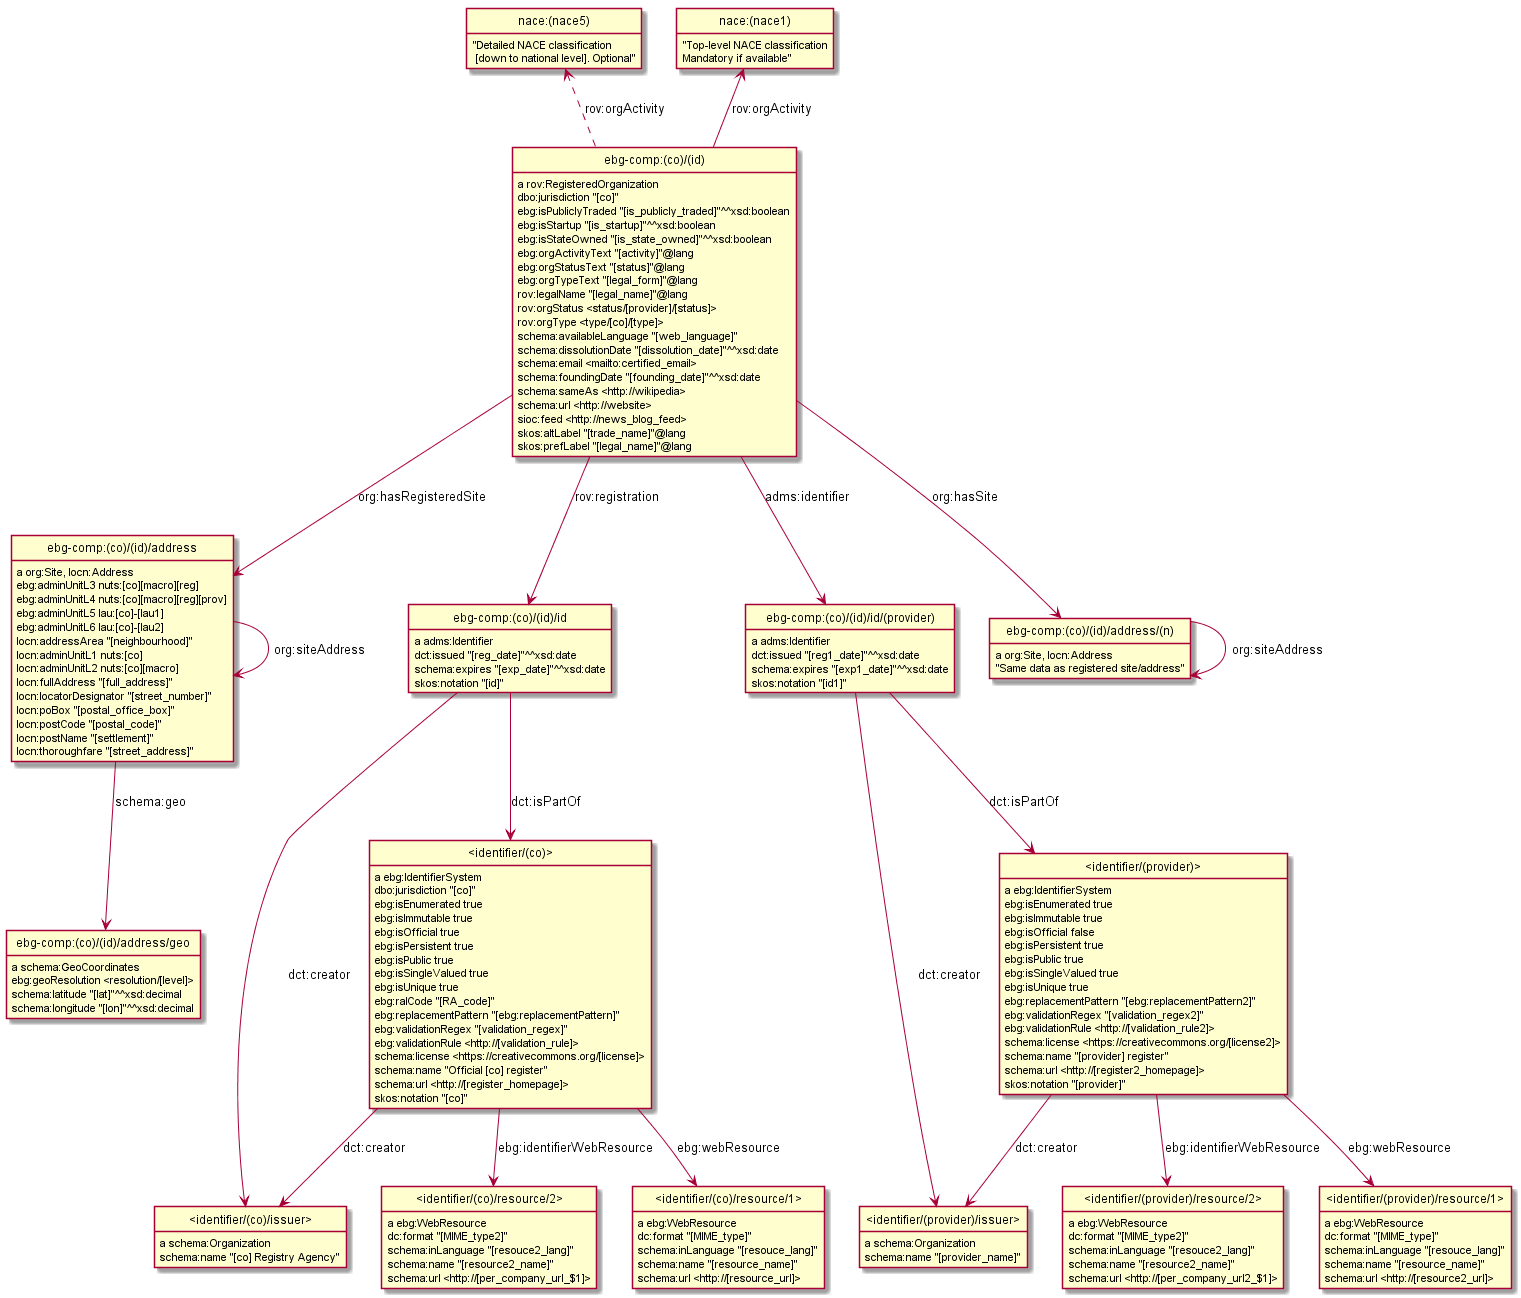 nace:(nace5)
"Detailed NACE classification
[down to national level]. Optional"
nace:(nace1)
"Top-level NACE classification
Mandatory if available"
rov:orgActivity
rov:orgActivity
ebg-comp:(co)/(id)
a rov:RegisteredOrganization
dbo:jurisdiction "[co]"
ebg:isPubliclyTraded "[is_publicly_traded]"^^xsd:boolean
ebg:isStartup "[is_startup]"^^xsd:boolean
ebg:isStateOwned "[is_state_owned]"^^xsd:boolean
ebg:orgActivityText "[activity]"@lang
ebg:orgStatusText "[status]"@lang
ebg:orgTypeText "[legal_form]"@lang
rov:legalName "[legal_name]"@lang
rov:orgStatus <status/[provider]/[status]>
rov:orgType <type/[co]/[type]>
schema:availableLanguage "[web_language]"
schema:dissolutionDate "[dissolution_date]"^^xsd:date
schema:email <mailto:certified_email>
schema:foundingDate "[founding_date]"^^xsd:date
schema:sameAs <http://wikipedia>
schema:url <http://website>
sioc:feed <http://news_blog_feed>
skos:altLabel "[trade_name]"@lang
skos:prefLabel "[legal_name]"@lang
org:hasRegisteredSite
rov:registration
adms:identifier
org:hasSite
ebg-comp:(co)/(id)/address
a org:Site, locn:Address
ebg:adminUnitL3 nuts:[co][macro][reg]
ebg:adminUnitL4 nuts:[co][macro][reg][prov]
ebg:adminUnitL5 lau:[co]-[lau1]
ebg:adminUnitL6 lau:[co]-[lau2]
locn:addressArea "[neighbourhood]"
locn:adminUnitL1 nuts:[co]
locn:adminUnitL2 nuts:[co][macro]
locn:fullAddress "[full_address]"
locn:locatorDesignator "[street_number]"
locn:poBox "[postal_office_box]"
locn:postCode "[postal_code]"
locn:postName "[settlement]"
locn:thoroughfare "[street_address]"
org:siteAddress
ebg-comp:(co)/(id)/id
a adms:Identifier
dct:issued "[reg_date]"^^xsd:date
schema:expires "[exp_date]"^^xsd:date
skos:notation "[id]"
ebg-comp:(co)/(id)/id/(provider)
a adms:Identifier
dct:issued "[reg1_date]"^^xsd:date
schema:expires "[exp1_date]"^^xsd:date
skos:notation "[id1]"
ebg-comp:(co)/(id)/address/(n)
a org:Site, locn:Address
"Same data as registered site/address"
org:siteAddress
schema:geo
dct:isPartOf
dct:isPartOf
ebg-comp:(co)/(id)/address/geo
a schema:GeoCoordinates
ebg:geoResolution <resolution/[level]>
schema:latitude "[lat]"^^xsd:decimal
schema:longitude "[lon]"^^xsd:decimal
dct:creator
<identifier/(co)>
a ebg:IdentifierSystem
dbo:jurisdiction "[co]"
ebg:isEnumerated true
ebg:isImmutable true
ebg:isOfficial true
ebg:isPersistent true
ebg:isPublic true
ebg:isSingleValued true
ebg:isUnique true
ebg:ralCode "[RA_code]"
ebg:replacementPattern "[ebg:replacementPattern]"
ebg:validationRegex "[validation_regex]"
ebg:validationRule <http://[validation_rule]>
schema:license <https://creativecommons.org/[license]>
schema:name "Official [co] register"
schema:url <http://[register_homepage]>
skos:notation "[co]"
dct:creator
<identifier/(provider)>
a ebg:IdentifierSystem
ebg:isEnumerated true
ebg:isImmutable true
ebg:isOfficial false
ebg:isPersistent true
ebg:isPublic true
ebg:isSingleValued true
ebg:isUnique true
ebg:replacementPattern "[ebg:replacementPattern2]"
ebg:validationRegex "[validation_regex2]"
ebg:validationRule <http://[validation_rule2]>
schema:license <https://creativecommons.org/[license2]>
schema:name "[provider] register"
schema:url <http://[register2_homepage]>
skos:notation "[provider]"
dct:creator
ebg:identifierWebResource
ebg:webResource
dct:creator
ebg:identifierWebResource
ebg:webResource
<identifier/(co)/issuer>
a schema:Organization
schema:name "[co] Registry Agency"
<identifier/(co)/resource/2>
a ebg:WebResource
dc:format "[MIME_type2]"
schema:inLanguage "[resouce2_lang]"
schema:name "[resource2_name]"
schema:url <http://[per_company_url_$1]>
<identifier/(co)/resource/1>
a ebg:WebResource
dc:format "[MIME_type]"
schema:inLanguage "[resouce_lang]"
schema:name "[resource_name]"
schema:url <http://[resource_url]>
<identifier/(provider)/issuer>
a schema:Organization
schema:name "[provider_name]"
<identifier/(provider)/resource/2>
a ebg:WebResource
dc:format "[MIME_type2]"
schema:inLanguage "[resouce2_lang]"
schema:name "[resource2_name]"
schema:url <http://[per_company_url2_$1]>
<identifier/(provider)/resource/1>
a ebg:WebResource
dc:format "[MIME_type]"
schema:inLanguage "[resouce_lang]"
schema:name "[resource_name]"
schema:url <http://[resource2_url]>